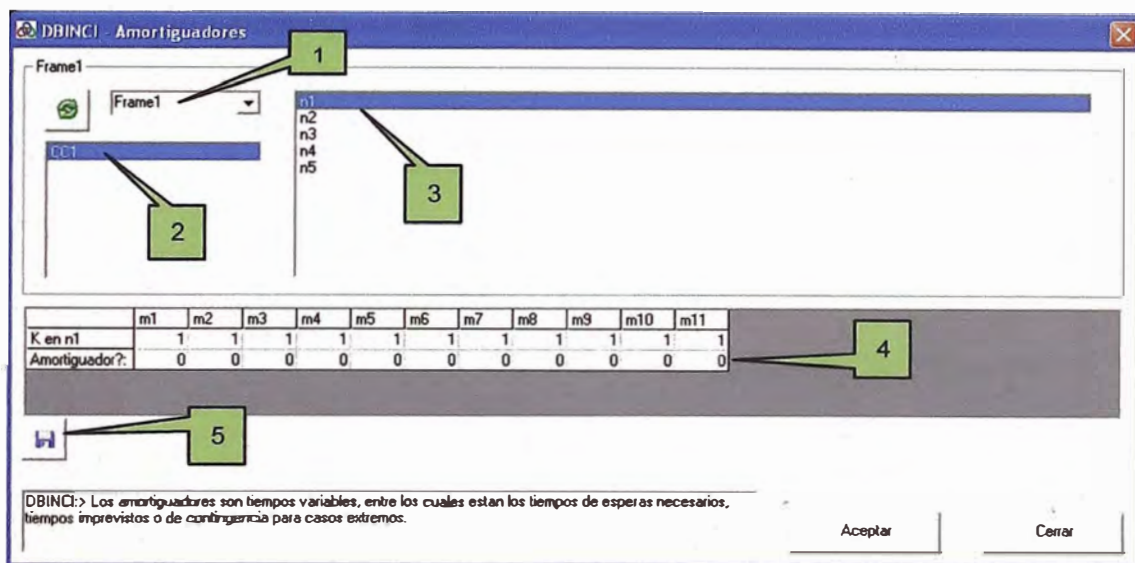 DBINCI - Amortiguadores
Frame1
1
Frame1
n1
n2
n3
n4
n5
CC1
2
3
m1 m2 m3 m4 m5 m6 m7 m8 m9 m10 m11
K en n1 1 1 1 1 1 1 1 1 1 1 1
Amortiguador?: 0 0 0 0 0 0 0 0 0 0 0
4
5
DBINCI:> Los amortiguadores son tiempos variables, entre los cuales estan los tiempos de esperas necesarios,
tiempos imprevistos o de contingencia para casos extremos.
Aceptar
Cerrar